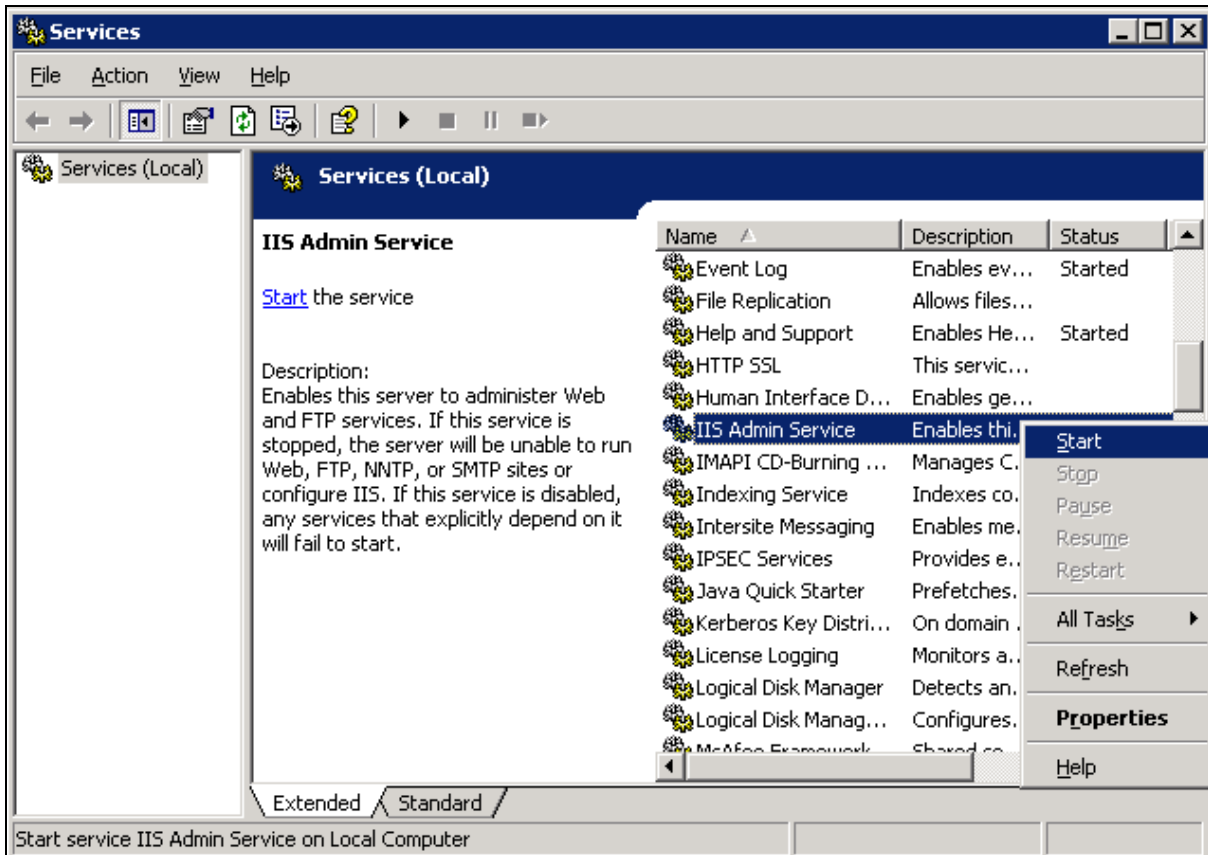 Services
File Action View Help
Services (Local)
Services (Local)
IIS Admin Service
Start the service
Description:
Enables this server to administer Web
and FTP services. If this service is
stopped, the server will be unable to run
Web, FTP, NNTP, or SMTP sites or
configure IIS. If this service is disabled,
any services that explicitly depend on it
will fail to start.
Name Description Status
Event Log Enables ev... Started
File Replication Allows files...
Help and Support Enables He... Started
HTTP SSL This servic...
Human Interface D... Enables ge...
IIS Admin Service Enables thi.
IMAPI CD-Burning ... Manages C.
Indexing Service Indexes co.
Intersite Messaging Enables me.
IPSEC Services Provides e..
Java Quick Starter Prefetches.
Kerberos Key Distri... On domain .
License Logging Monitors a..
Logical Disk Manager Detects an.
Logical Disk Manag... Configures.
McAfee Framework Shared co
Start
Stop
Pause
Resume
Restart
All Tasks
Refresh
Properties
Help
Extended Standard
Start service IIS Admin Service on Local Computer